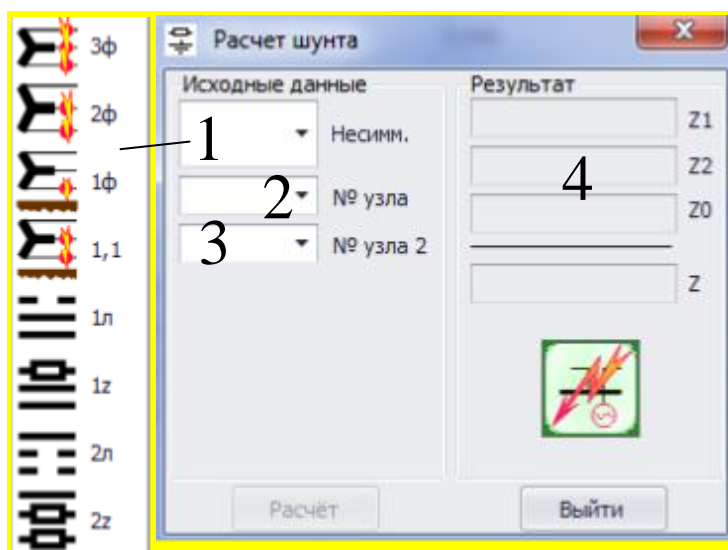 3ф
2ф
1ф
1,1
1л
1z
2л
2z
Расчет шунта
Исходные данные
1
Несимм.
2
№ узла
3
№ узла 2
Расчёт
Результат
Z1
Z2
4
Z0
Z
Выйти